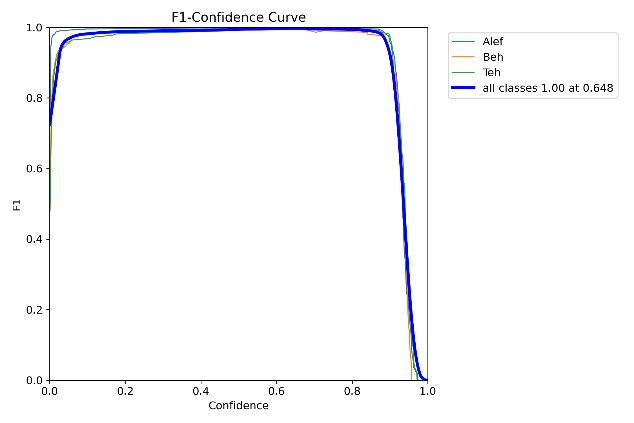 F1-Confidence Curve
1.0
0.8
0.6
0.4
0.2
0.0
F1
0.0 0.2 0.4 0.6 0.8 1.0
Confidence
Alef
Beh
Teh
all classes 1.00 at 0.648